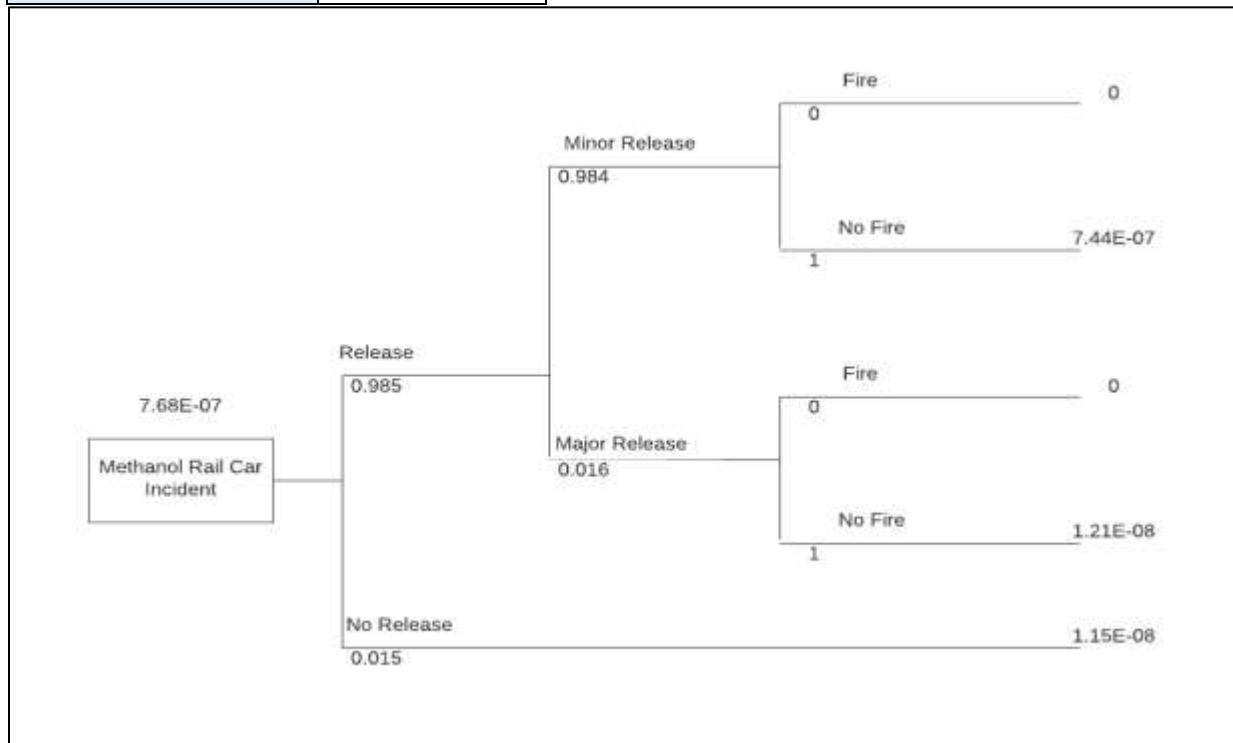 Fire
0
0
Minor Release
0.984
No Fire
7.44E-07
1
Release
0.985
Fire
0
0
7.68E-07
Methanol Rail Car
Incident
Major Release
0.016
No Fire
1.21E-08
1
No Release
1.15E-08
0.015